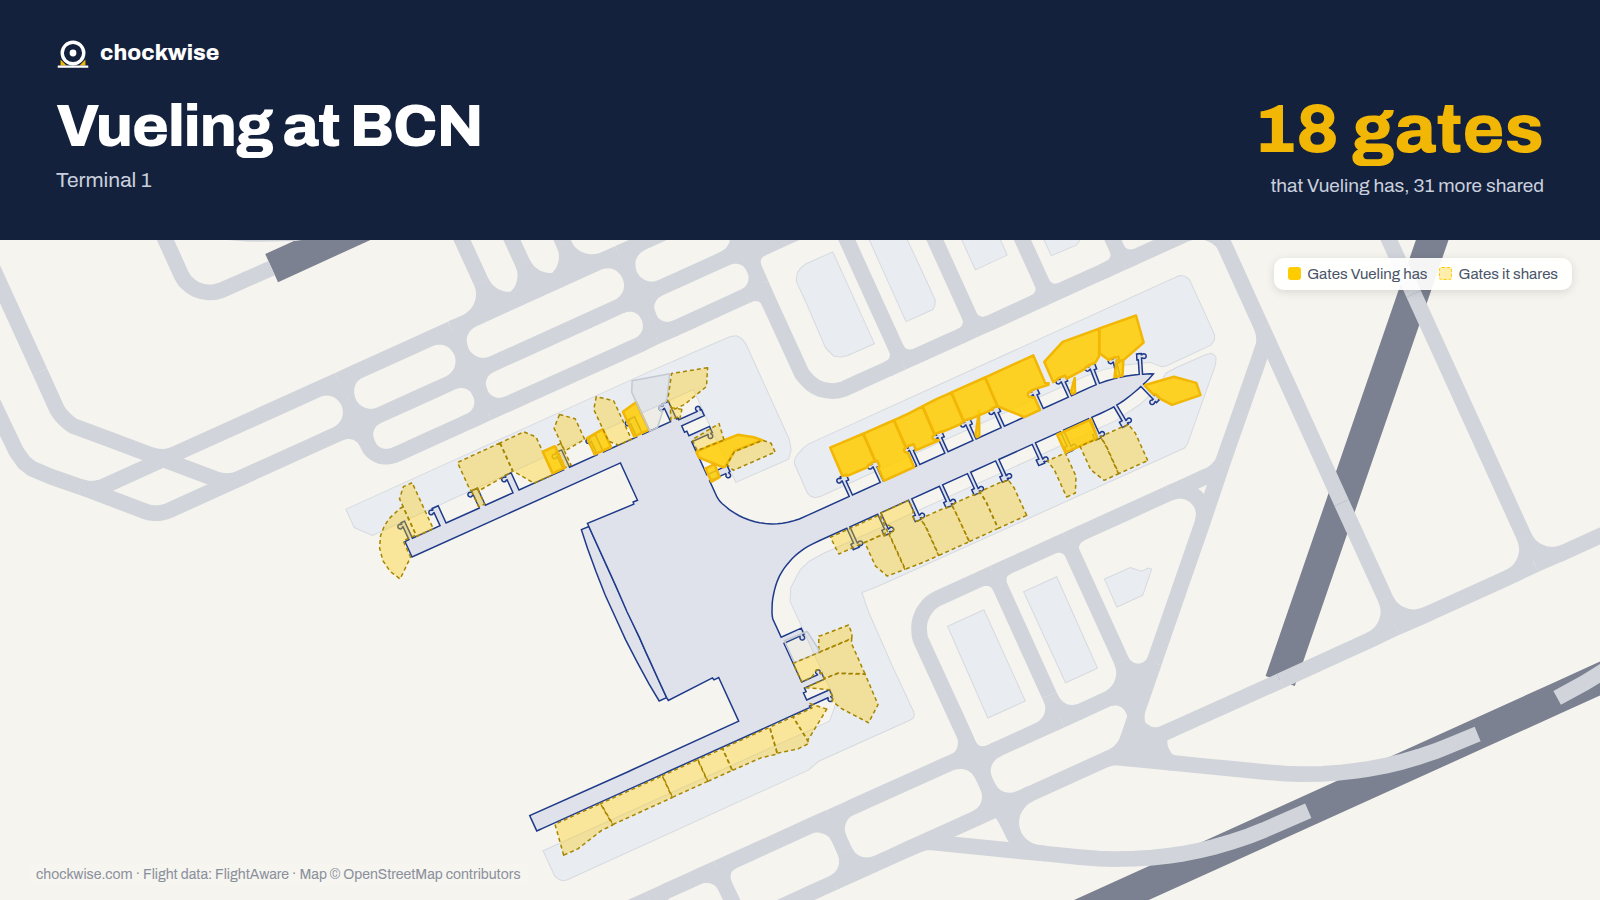 chockwise
Vueling at BCN
Terminal 1
18 gates
that Vueling has, 31 more shared
Gates Vueling has
Gates it shares
chockwise.com · Flight data: FlightAware · Map © OpenStreetMap contributors